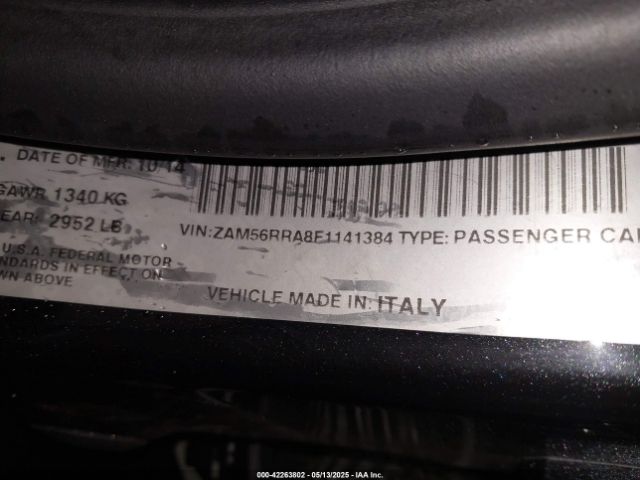 . DATE OF MFR: 10 14
GAWR 1340 KG
EAR: 2952 LB
VIN:ZAM56RRA8F1141384 TYPE: PASSENGER CAR
U.S.A. FEDERAL MOTOR
NDARDS IN EFFECT ON
WN ABOVE
VEHICLE MADE IN: ITALY
000-42263802 - 05/13/2025 - IAA Inc.